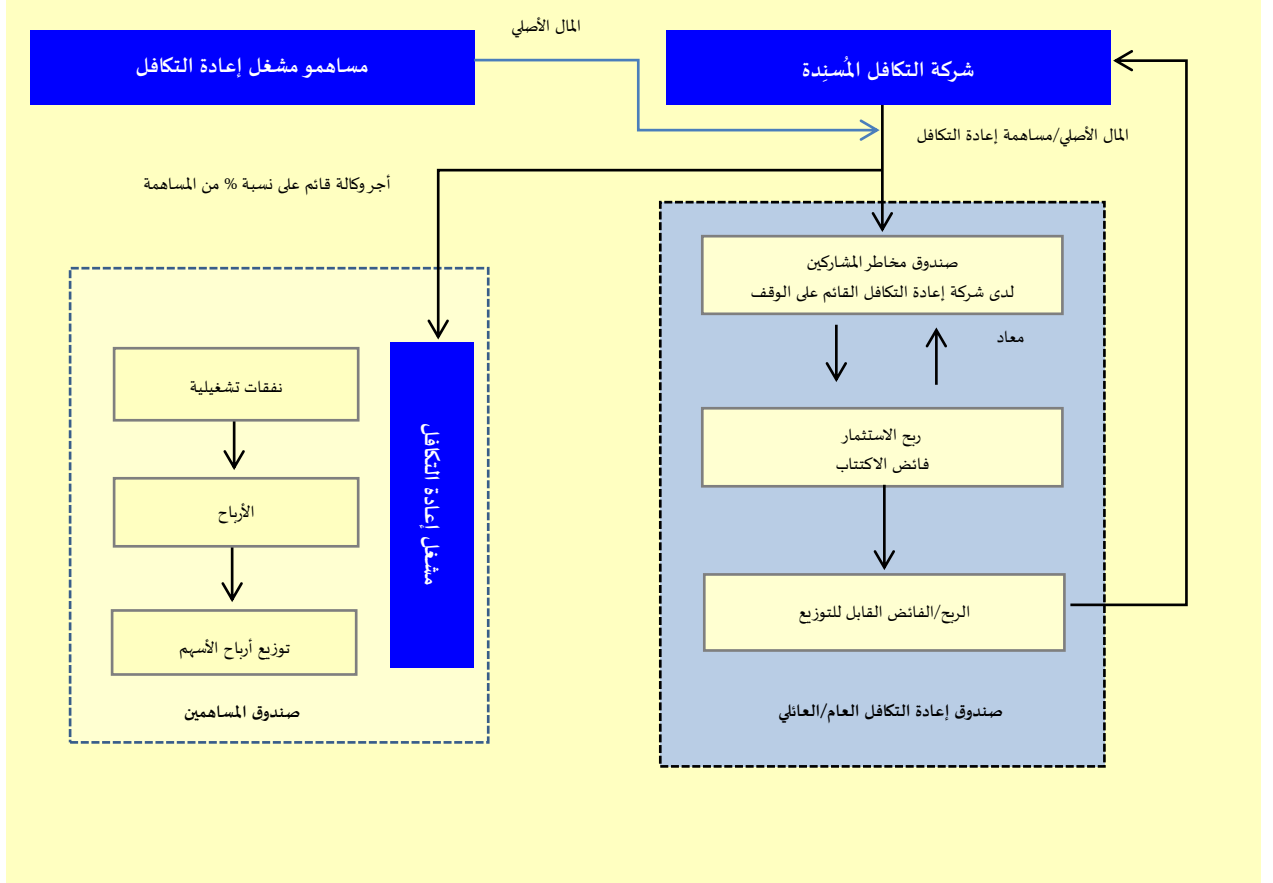 المال الأصلي
شركة التكافل المُسنِدة
مساهمو مشغل إعادة التكافل
المال الأصلي/مساهمة إعادة التكافل
أجر وكالة قائم على نسبة % من المساهمة
صندوق مخاطر المشاركين
لدى شركة إعادة التكافل القائم على الوقف
معاد
ربح الاستثمار
فائض الاكتتاب
الربح/الفائض القابل للتوزيع
صندوق إعادة التكافل العام/العائلي
مشغل إعادة التكافل
نفقات تشغيلية
الأرباح
توزيع أرباح الأسهم
صندوق المساهمين